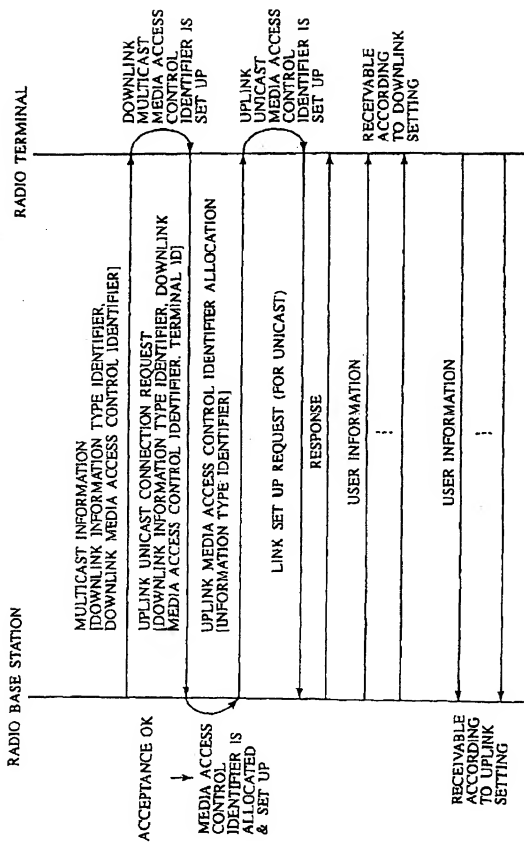 RADIO BASE STATION
RADIO TERMINAL
MULTICAST INFORMATION
[DOWNLINK INFORMATION TYPE IDENTIFIER,
DOWNLINK MEDIA ACCESS CONTROL IDENTIFIER]
DOWNLINK
MULTICAST
MEDIA ACCESS
CONTROL
IDENTIFIER IS
SET UP
UPLINK UNICAST CONNECTION REQUEST
[DOWNLINK INFORMATION TYPE IDENTIFIER, DOWNLINK
MEDIA ACCESS CONTROL IDENTIFIER, TERMINAL ID]
ACCEPTANCE OK
MEDIA ACCESS
CONTROL
IDENTIFIER IS
ALLOCATED
& SET UP
UPLINK MEDIA ACCESS CONTROL IDENTIFIER ALLOCATION
[INFORMATION TYPE IDENTIFIER]
UPLINK
UNICAST
MEDIA ACCESS
CONTROL
IDENTIFIER IS
SET UP
LINK SET UP REQUEST (FOR UNICAST)
RESPONSE
USER INFORMATION
RECEIVABLE
ACCORDING
TO DOWNLINK
SETTING
USER INFORMATION
RECEIVABLE
ACCORDING
TO UPLINK
SETTING